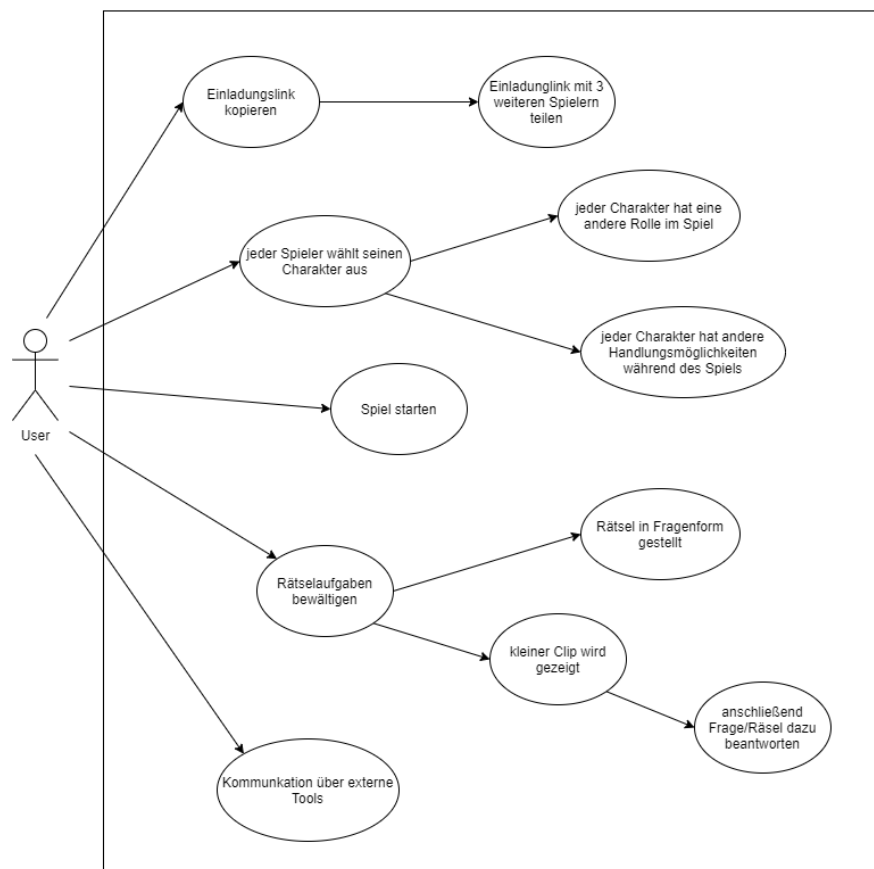 Einladungslink
kopieren
Einladunglink mit 3
weiteren Spielern
teilen
jeder Charakter hat eine
andere Rolle im Spiel
jeder Spieler wählt seinen
Charakter aus
jeder Charakter hat andere
Handlungsmöglichkeiten
während des Spiels
Spiel starten
User
Rätsel in Fragenform
gestellt
Rätselaufgaben
bewältigen
kleiner Clip wird
gezeigt
anschließend
Frage/Räsel dazu
beantworten
Kommunkation über externe
Tools